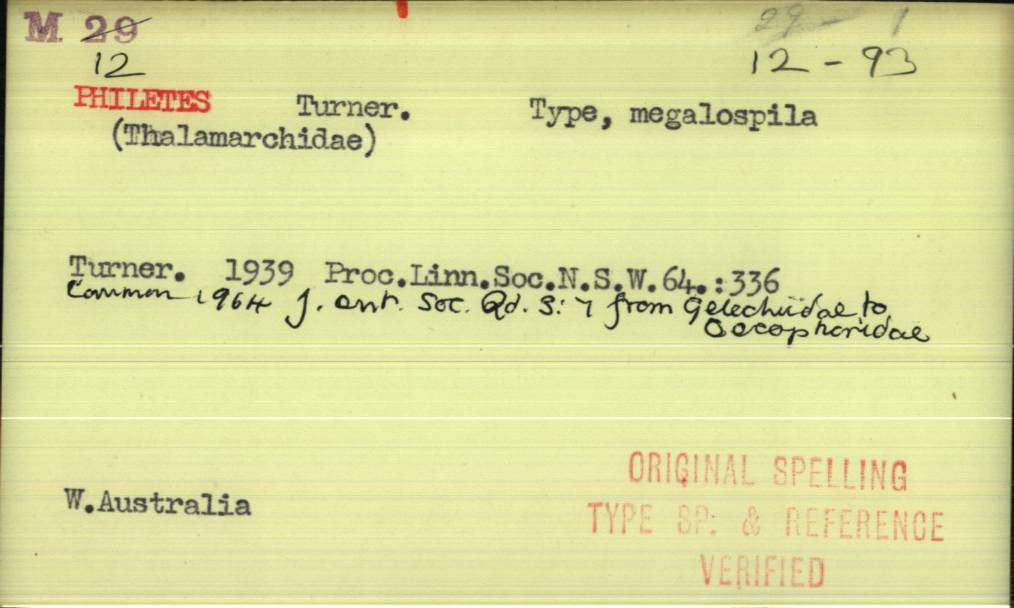 M. 29
29 - 1
12
12 - 93
PHILETES Turner. Type, megalospila
(Thalamarchidae)
Turner. 1939 Proc.Linn.Soc.N.S.W.64.:336
Common 1964 J. ent. Soc. Qd. 3: 7 from Gelechiidae to
Oecophoridae
W.Australia
ORIGINAL SPELLING
TYPE SP: & REFERENCE
VERIFIED